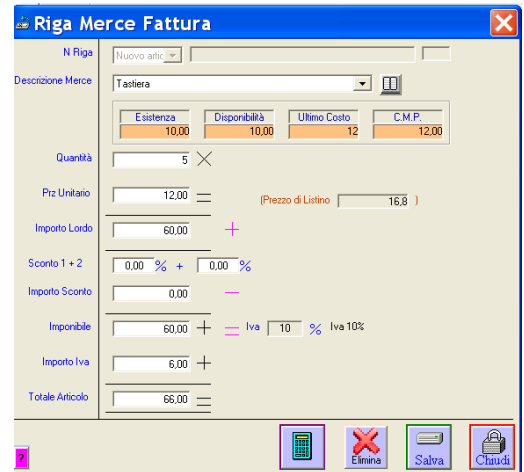 Riga Merce Fattura
N Riga Nuovo artic
Descrizione Merce Tastiera
Esistenza Disponibilità Ultimo Costo C.M.P.
10,00 10,00 12 12,00
Quantità 5
Prz Unitario 12,00 = (Prezzo di Listino 16,8 )
Importo Lordo 60,00 +
Sconto 1 + 2 0,00 % + 0,00 %
Importo Sconto 0,00 —
Imponibile 60,00 + = Iva 10 % Iva 10%
Importo Iva 6,00 +
Totale Articolo 66,00 =
? Elimina Salva Chiudi